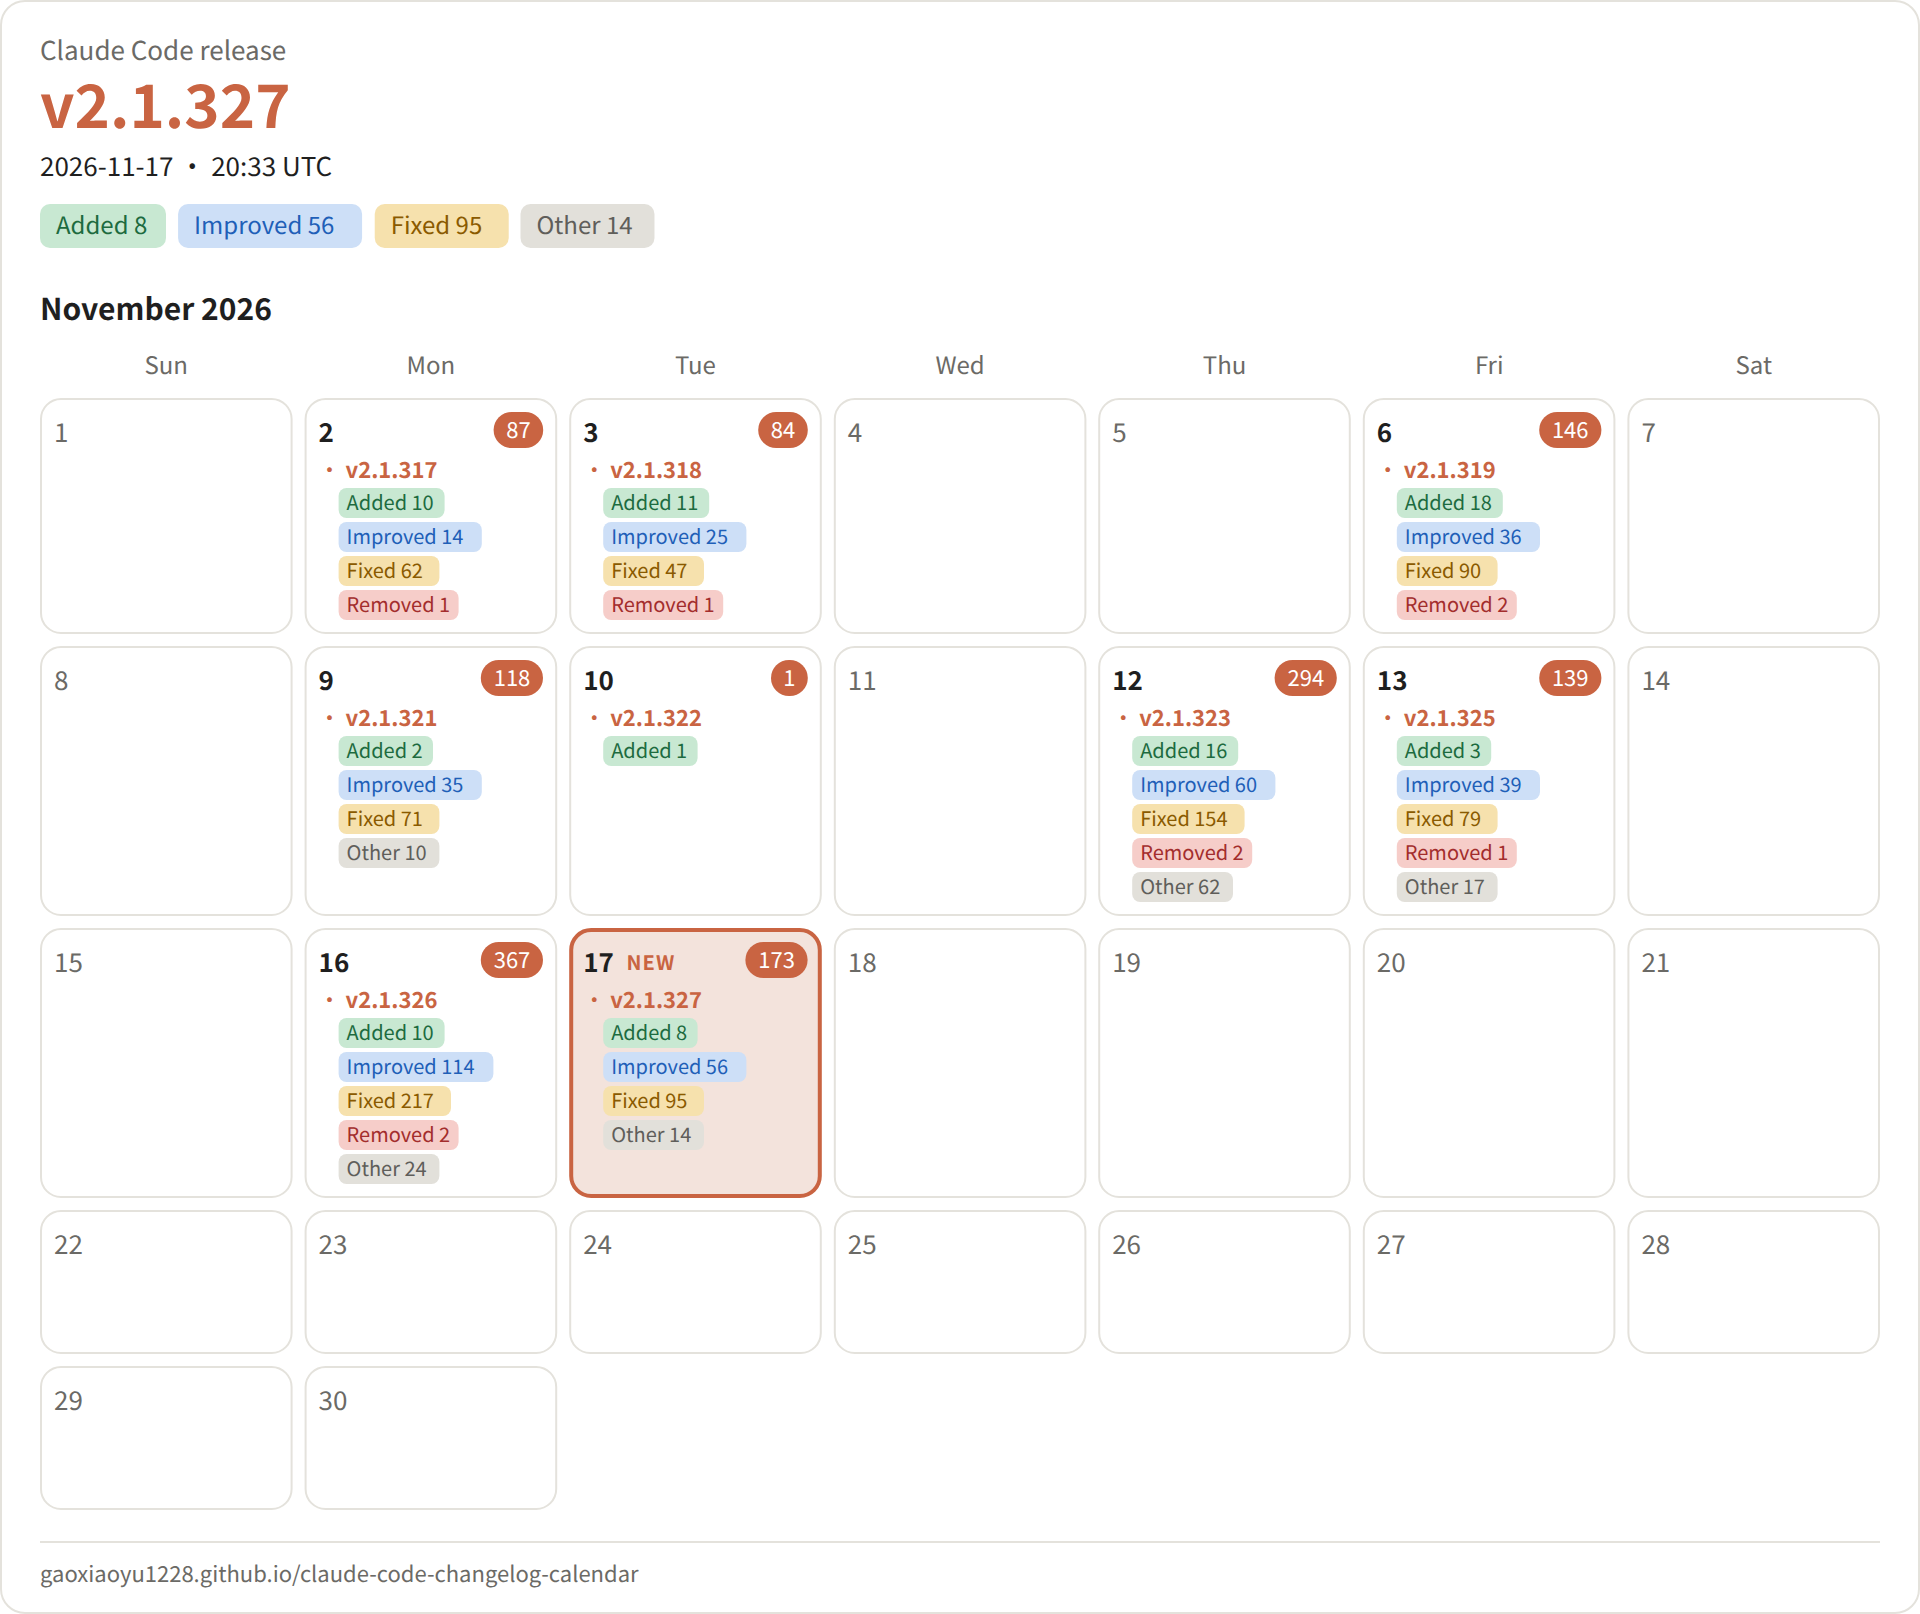 Claude Code release
v2.1.327
2026-11-17 • 20:33 UTC
Added 8 Improved 56 Fixed 95 Other 14
November 2026
Sun Mon Tue Wed Thu Fri Sat
1
2 87
• v2.1.317
Added 10
Improved 14
Fixed 62
Removed 1
3 84
• v2.1.318
Added 11
Improved 25
Fixed 47
Removed 1
4
5
6 146
• v2.1.319
Added 18
Improved 36
Fixed 90
Removed 2
7
8
9 118
• v2.1.321
Added 2
Improved 35
Fixed 71
Other 10
10 1
• v2.1.322
Added 1
11
12 294
• v2.1.323
Added 16
Improved 60
Fixed 154
Removed 2
Other 62
13 139
• v2.1.325
Added 3
Improved 39
Fixed 79
Removed 1
Other 17
14
15
16 367
• v2.1.326
Added 10
Improved 114
Fixed 217
Removed 2
Other 24
17 NEW 173
• v2.1.327
Added 8
Improved 56
Fixed 95
Other 14
18
19
20
21
22
23
24
25
26
27
28
29
30
gaoxiaoyu1228.github.io/claude-code-changelog-calendar